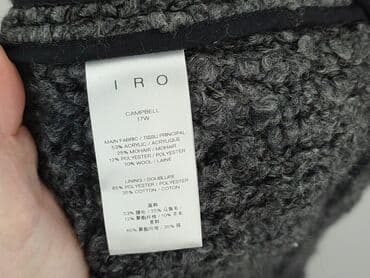 IRO
CAMPBELL
17W
MAIN FABRIC / TISSU PRINCIPAL
53% ACRYLIC / ACRYLIQUE
25% MOHAIR / MOHAIR
12% POLYESTER / POLYESTER
10% WOOL / LAINE
LINING / DOUBLURE
65% POLYESTER / POLYESTER
35% COTTON / COTON